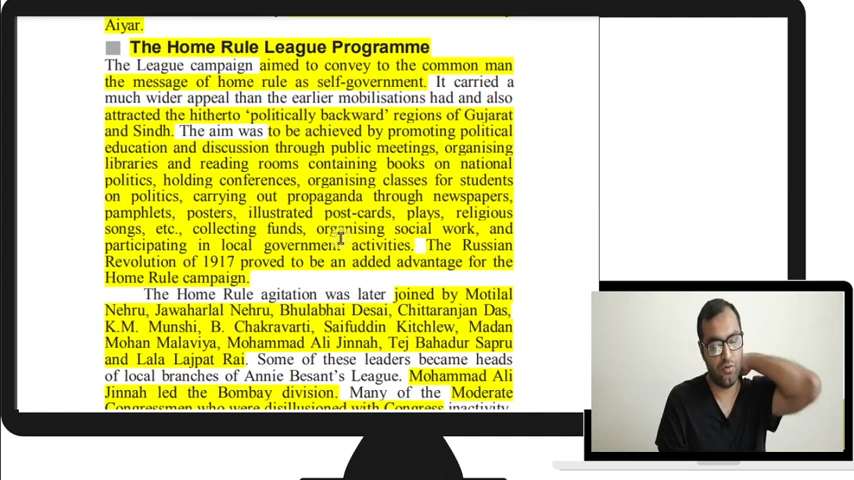 Aiyar.
The Home Rule League Programme
The League campaign aimed to convey to the common man
the message of home rule as self-government. It carried a
much wider appeal than the earlier mobilisations had and also
attracted the hitherto ‘politically backward’ regions of Gujarat
and Sindh. The aim was to be achieved by promoting political
education and discussion through public meetings, organising
libraries and reading rooms containing books on national
politics, holding conferences, organising classes for students
on politics, carrying out propaganda through newspapers,
pamphlets, posters, illustrated post-cards, plays, religious
songs, etc., collecting funds, organising social work, and
participating in local government activities. The Russian
Revolution of 1917 proved to be an added advantage for the
Home Rule campaign.
The Home Rule agitation was later joined by Motilal
Nehru, Jawaharlal Nehru, Bhulabhai Desai, Chittaranjan Das,
K.M. Munshi, B. Chakravarti, Saifuddin Kitchlew, Madan
Mohan Malaviya, Mohammad Ali Jinnah, Tej Bahadur Sapru
and Lala Lajpat Rai. Some of these leaders became heads
of local branches of Annie Besant’s League. Mohammad Ali
Jinnah led the Bombay division. Many of the Moderate
Congressmen who were disillusioned with Congress inactivity,